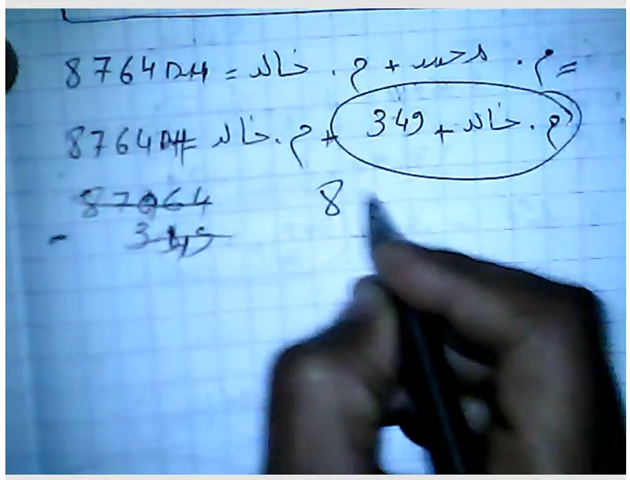 = م. محمد + م. خالد = 8764DH
(م. خالد + 349) + م. خالد = 8764DH
87064 8
- 349